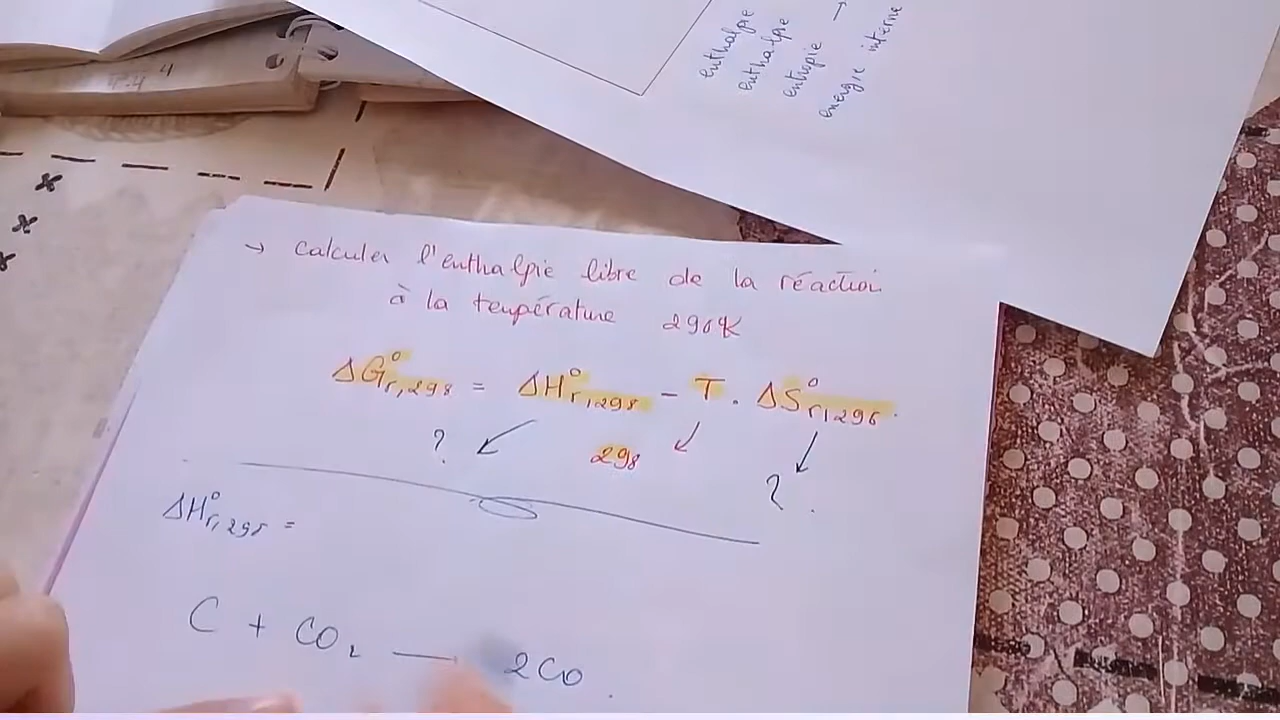 enthalpie
enthalpie
entropie →
energie interne
→ Calculer l'enthalpie libre de la réaction
à la température 298K
ΔG°r,298 = ΔH°r,298 - T . ΔS°r,298 .
? 298 ?
ΔH°r,298 =
C + CO2 → 2CO .